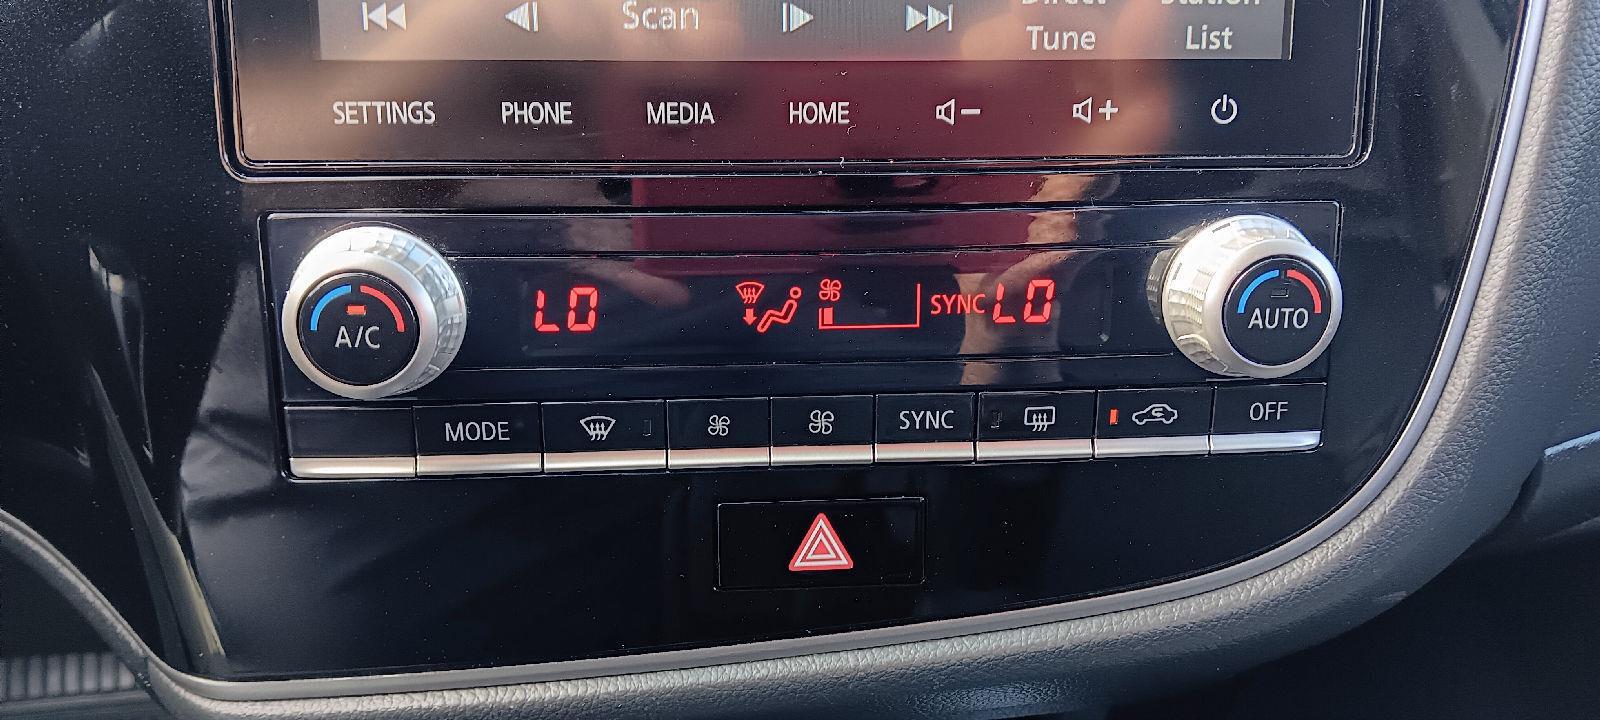 Scan
Direct Station
Tune List
SETTINGS PHONE MEDIA HOME
LO SYNC LO
A/C AUTO
MODE SYNC OFF